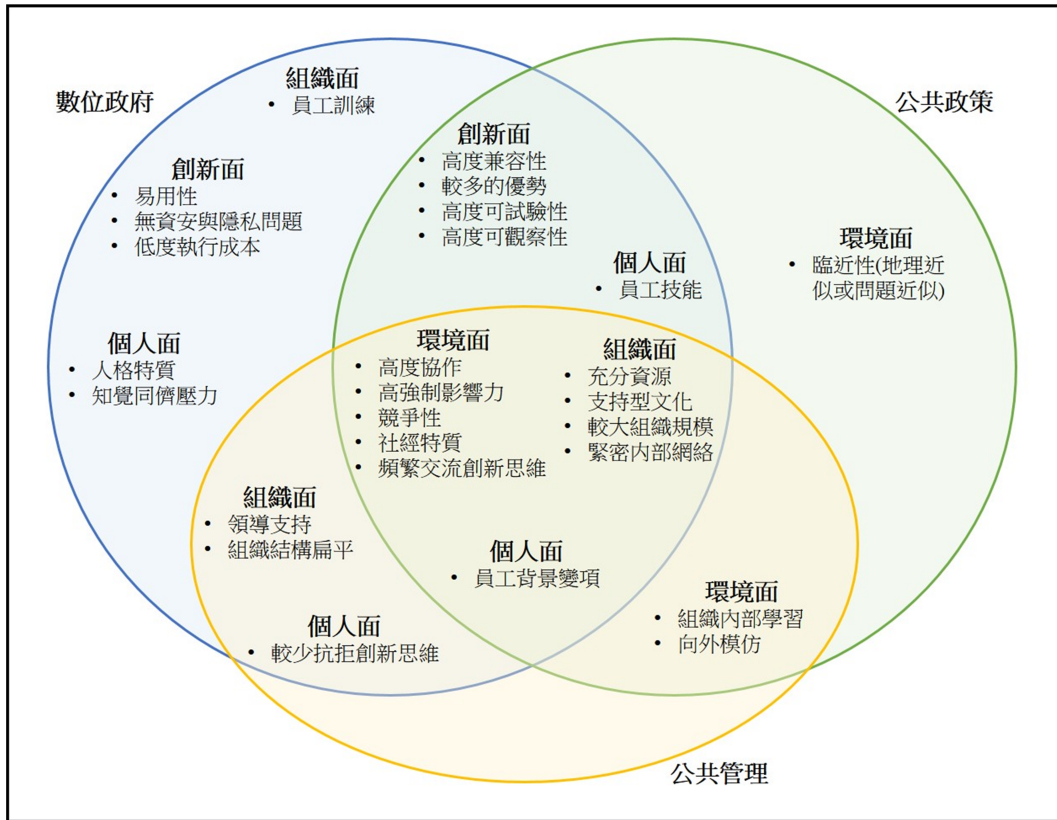 數位政府
公共政策
公共管理
組織面
• 員工訓練
創新面
• 易用性
• 無資安與隱私問題
• 低度執行成本
個人面
• 人格特質
• 知覺同儕壓力
創新面
• 高度兼容性
• 較多的優勢
• 高度可試驗性
• 高度可觀察性
個人面
• 員工技能
環境面
• 臨近性(地理近
似或問題近似)
環境面
• 高度協作
• 高強制影響力
• 競爭性
• 社經特質
• 頻繁交流創新思維
組織面
• 充分資源
• 支持型文化
• 較大組織規模
• 緊密內部網絡
組織面
• 領導支持
• 組織結構扁平
個人面
• 較少抗拒創新思維
個人面
• 員工背景變項
環境面
• 組織內部學習
• 向外模仿